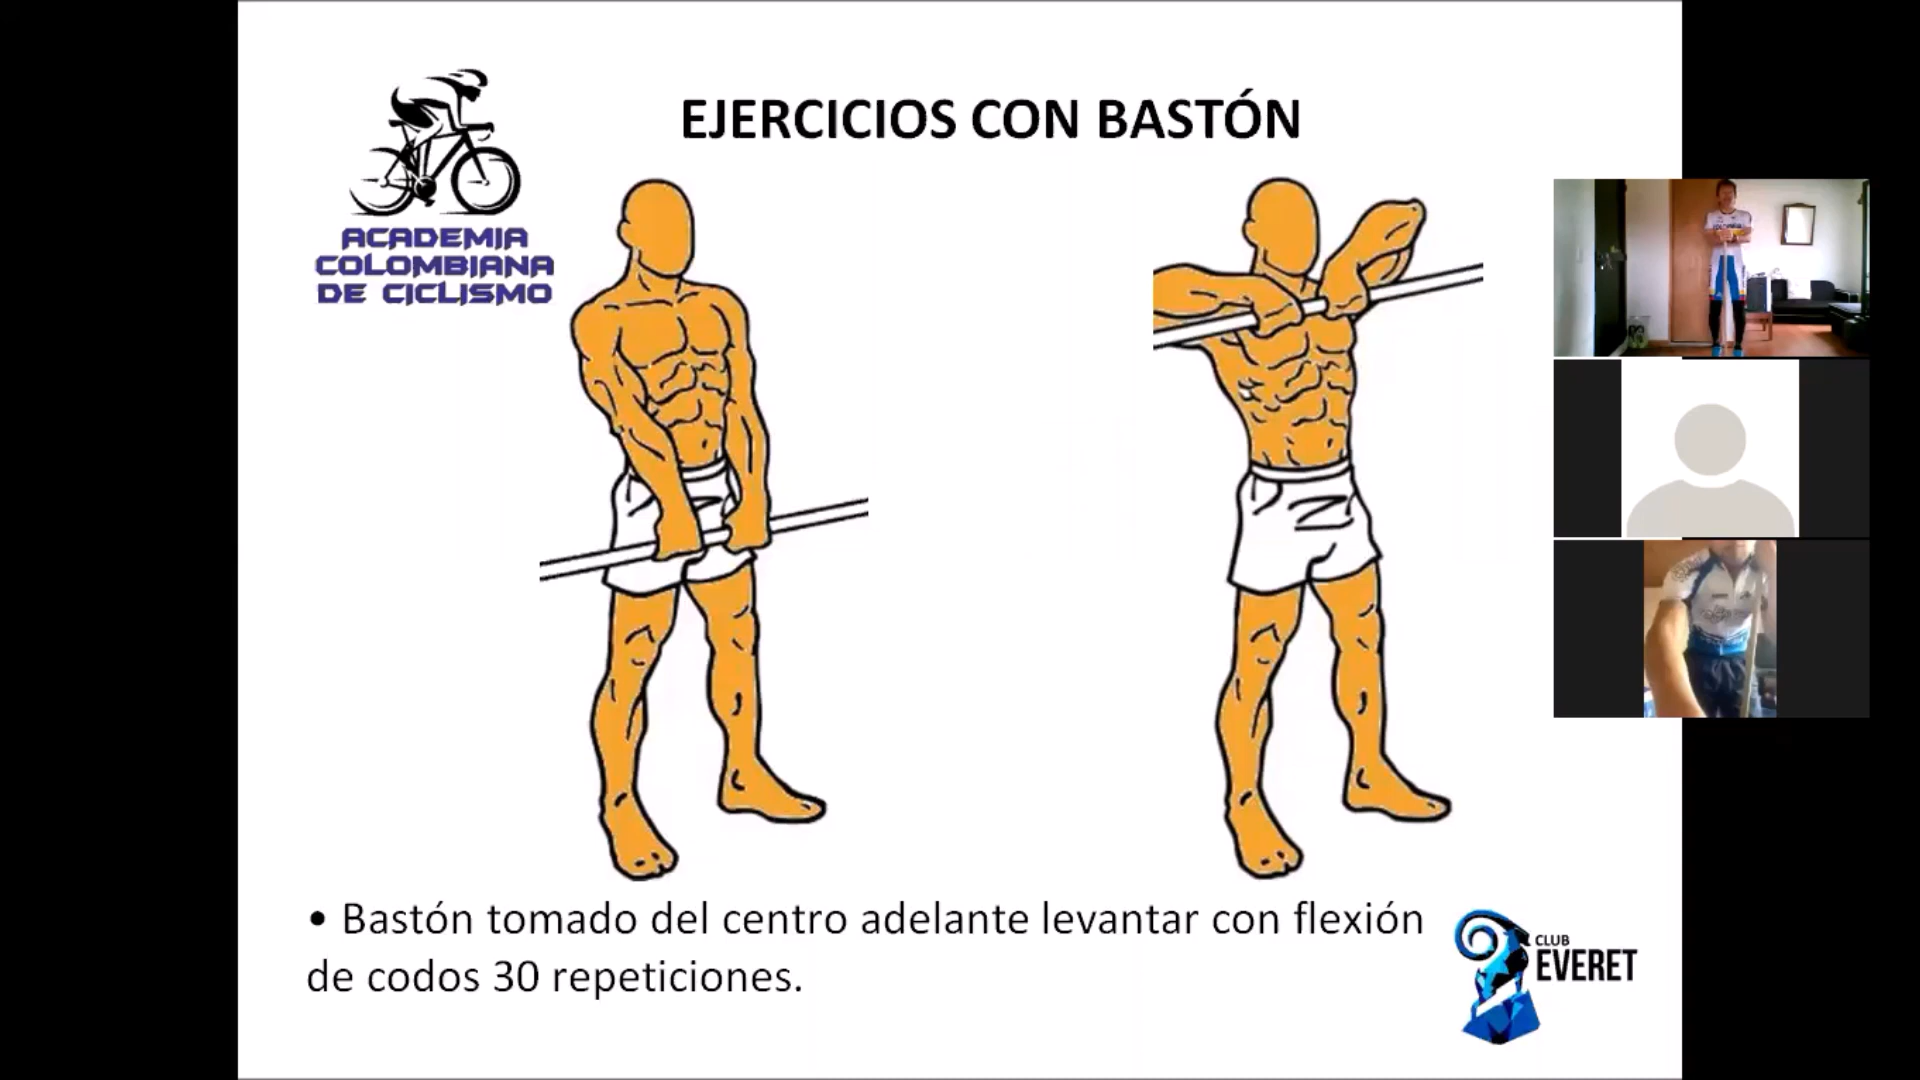 EJERCICIOS CON BASTÓN
ACADEMIA
COLOMBIANA
DE CICLISMO
• Bastón tomado del centro adelante levantar con flexión
de codos 30 repeticiones.
CLUB
EVERET